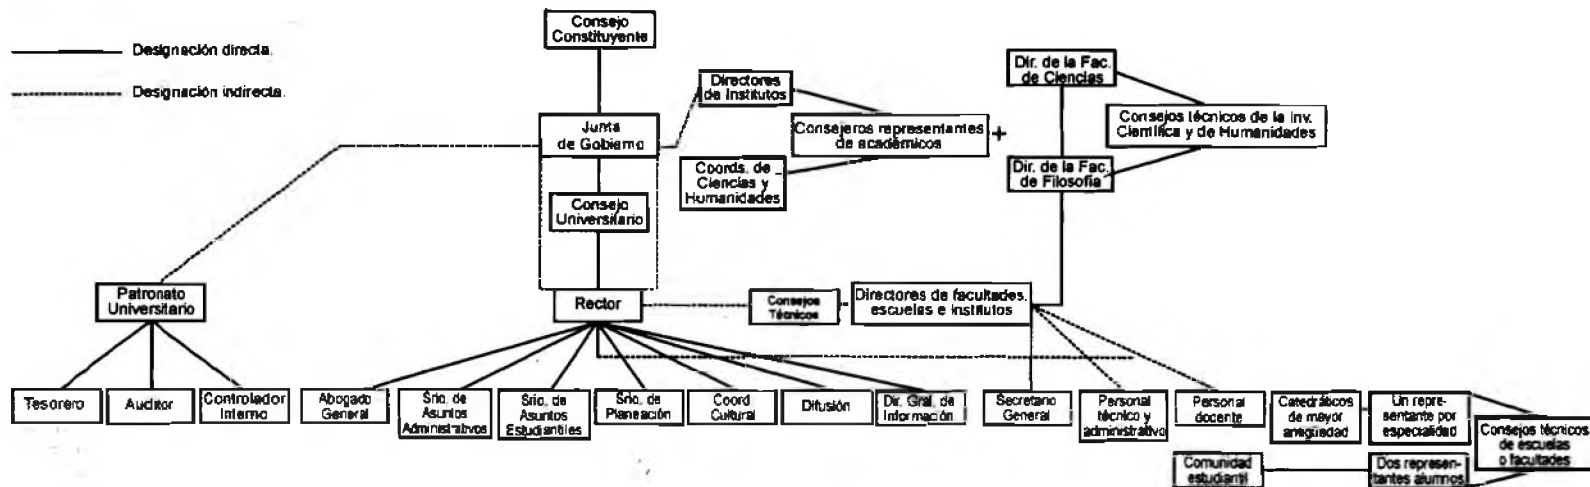 Designación directa.
Designación indirecta.
Consejo
Constituyente
Junta
de Gobierno
Consejo
Universitario
Rector
Directores
de Institutos
Consejeros representantes
de académicos
Coords. de
Ciencias y
Humanidades
+
Dir. de la Fac.
de Ciencias
Consejos técnicos de la Inv.
Científica y de Humanidades
Dir. de la Fac.
de Filosofía
Patronato
Universitario
Consejos
Técnicos
Directores de facultades,
escuelas e institutos
Tesorero
Auditor
Controlador
Interno
Abogado
General
Srio. de
Asuntos
Administrativos
Srio. de
Asuntos
Estudiantiles
Srio. de
Planeación
Coord
Cultural
Difusión
Dir. Gral. de
Información
Secretario
General
Personal
técnico y
administrativo
Personal
docente
Catedráticos
de mayor
antigüedad
Un repre-
sentante por
especialidad
Consejos técnicos
de escuelas
o facultades
Comunidad
estudiantil
Dos represen-
tantes alumnos